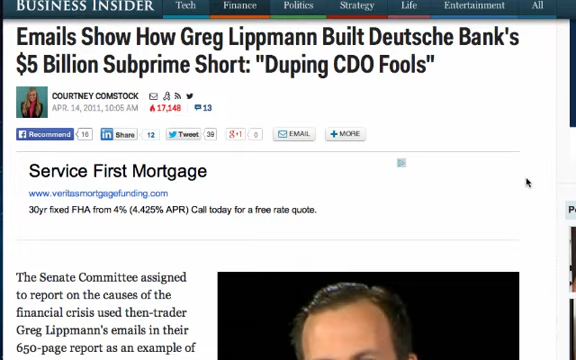 BUSINESS INSIDER
Tech Finance Politics Strategy Life Entertainment All
Emails Show How Greg Lippmann Built Deutsche Bank's
$5 Billion Subprime Short: "Duping CDO Fools"
COURTNEY COMSTOCK
APR. 14, 2011, 10:05 AM 17,148 13
Recommend 16 Share 12 Tweet 39 +1 0 EMAIL + MORE
Service First Mortgage
www.veritasmortgagefunding.com
30yr fixed FHA from 4% (4.425% APR) Call today for a free rate quote.
The Senate Committee assigned
to report on the causes of the
financial crisis used then-trader
Greg Lippmann's emails in their
650-page report as an example of